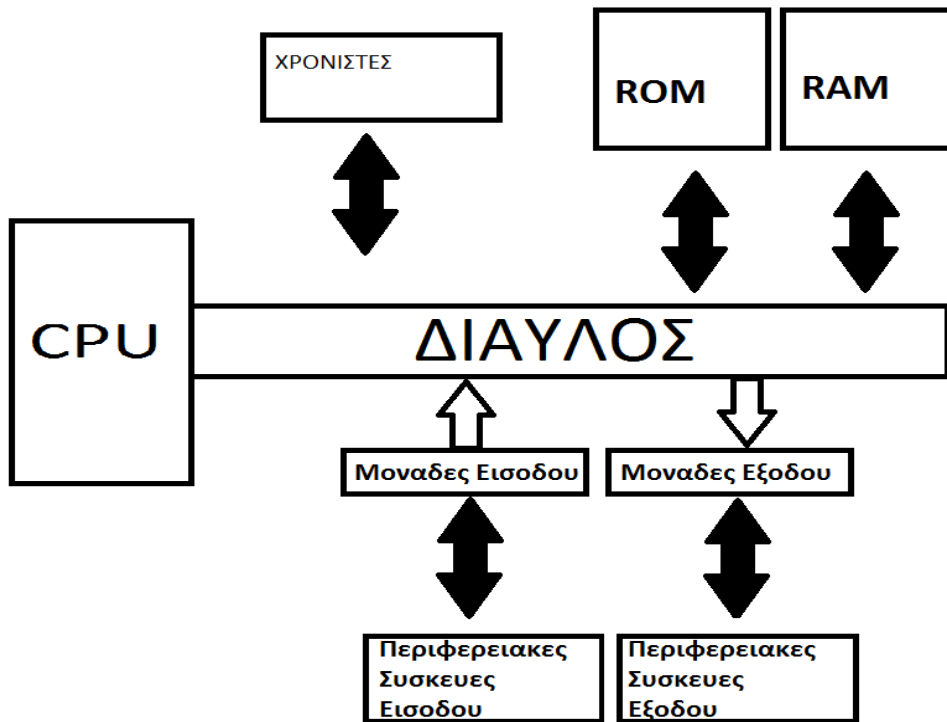 ΧΡΟΝΙΣΤΕΣ
ROM
RAM
CPU
ΔΙΑΥΛΟΣ
Μοναδες Εισοδου
Μοναδες Εξοδου
Περιφερειακες
Συσκευες
Εισοδου
Περιφερειακες
Συσκευες
Εξοδου